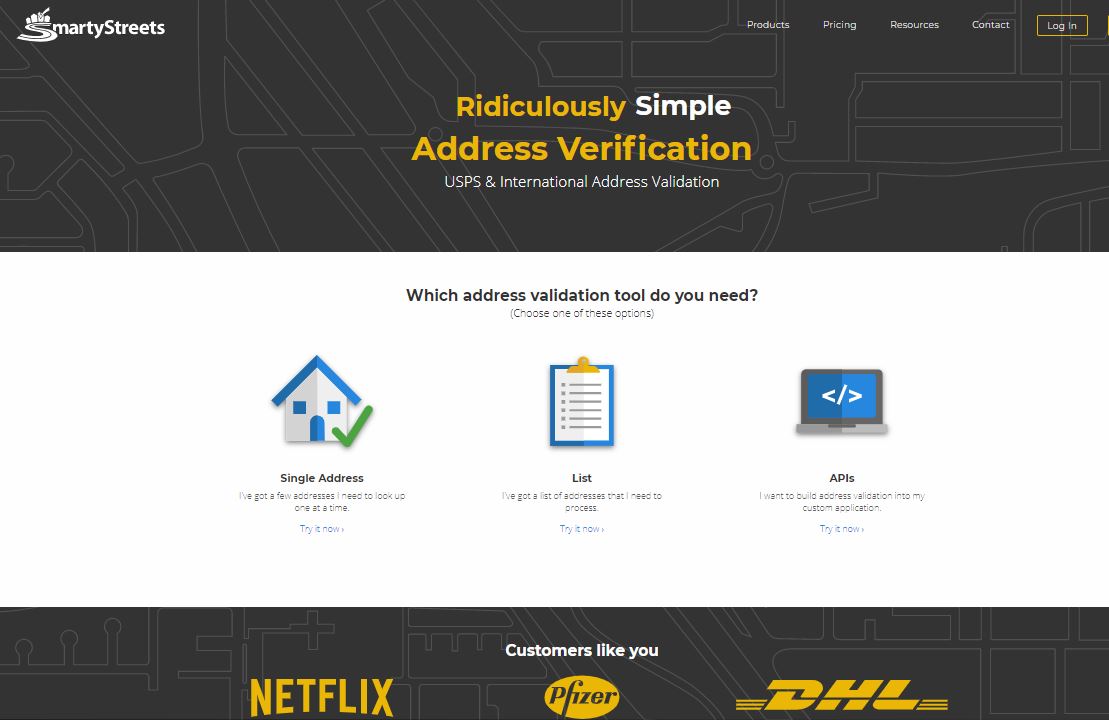 SmartyStreets
Products Pricing Resources Contact Log In
Ridiculously Simple
Address Verification
USPS & International Address Validation
Which address validation tool do you need?
(Choose one of these options)
</>
Single Address
I've got a few addresses I need to look up
one at a time.
Try it now ›
List
I've got a list of addresses that I need to
process.
Try it now ›
APIs
I want to build address validation into my
custom application.
Try it now ›
Customers like you
NETFLIX
Pfizer
DHL